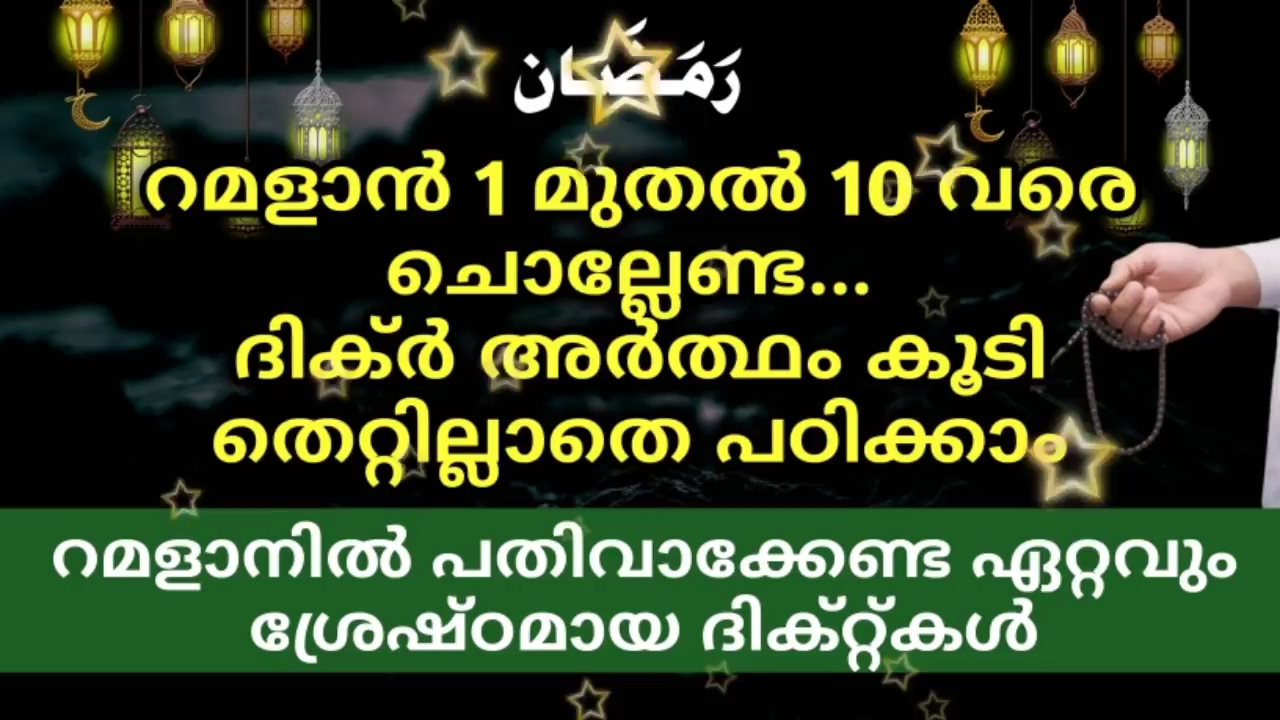 رَمَضَان
റമളാൻ 1 മുതൽ 10 വരെ
ചൊല്ലേണ്ട...
ദിക്ർ അർത്ഥം കൂടി
തെറ്റില്ലാതെ പഠിക്കാം
റമളാനിൽ പതിവാക്കേണ്ട ഏറ്റവും
ശ്രേഷ്ഠമായ ദിക്റ്റ്കൾ